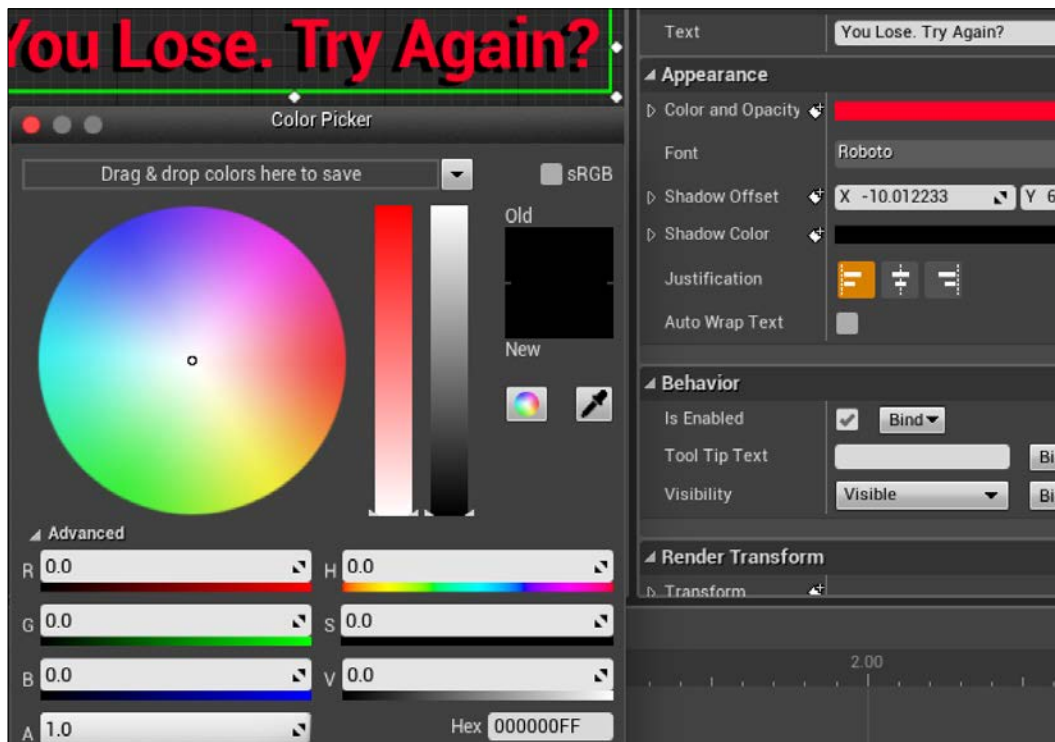 You Lose. Try Again?
Color Picker
Drag & drop colors here to save
sRGB
Old
New
Advanced
R 0.0
H 0.0
G 0.0
S 0.0
B 0.0
V 0.0
A 1.0
Hex 000000FF
Text You Lose. Try Again?
Appearance
Color and Opacity
Font Roboto
Shadow Offset X -10.012233 Y 6
Shadow Color
Justification
Auto Wrap Text
Behavior
Is Enabled Bind
Tool Tip Text Bi
Visibility Visible Bi
Render Transform
Transform
2.00